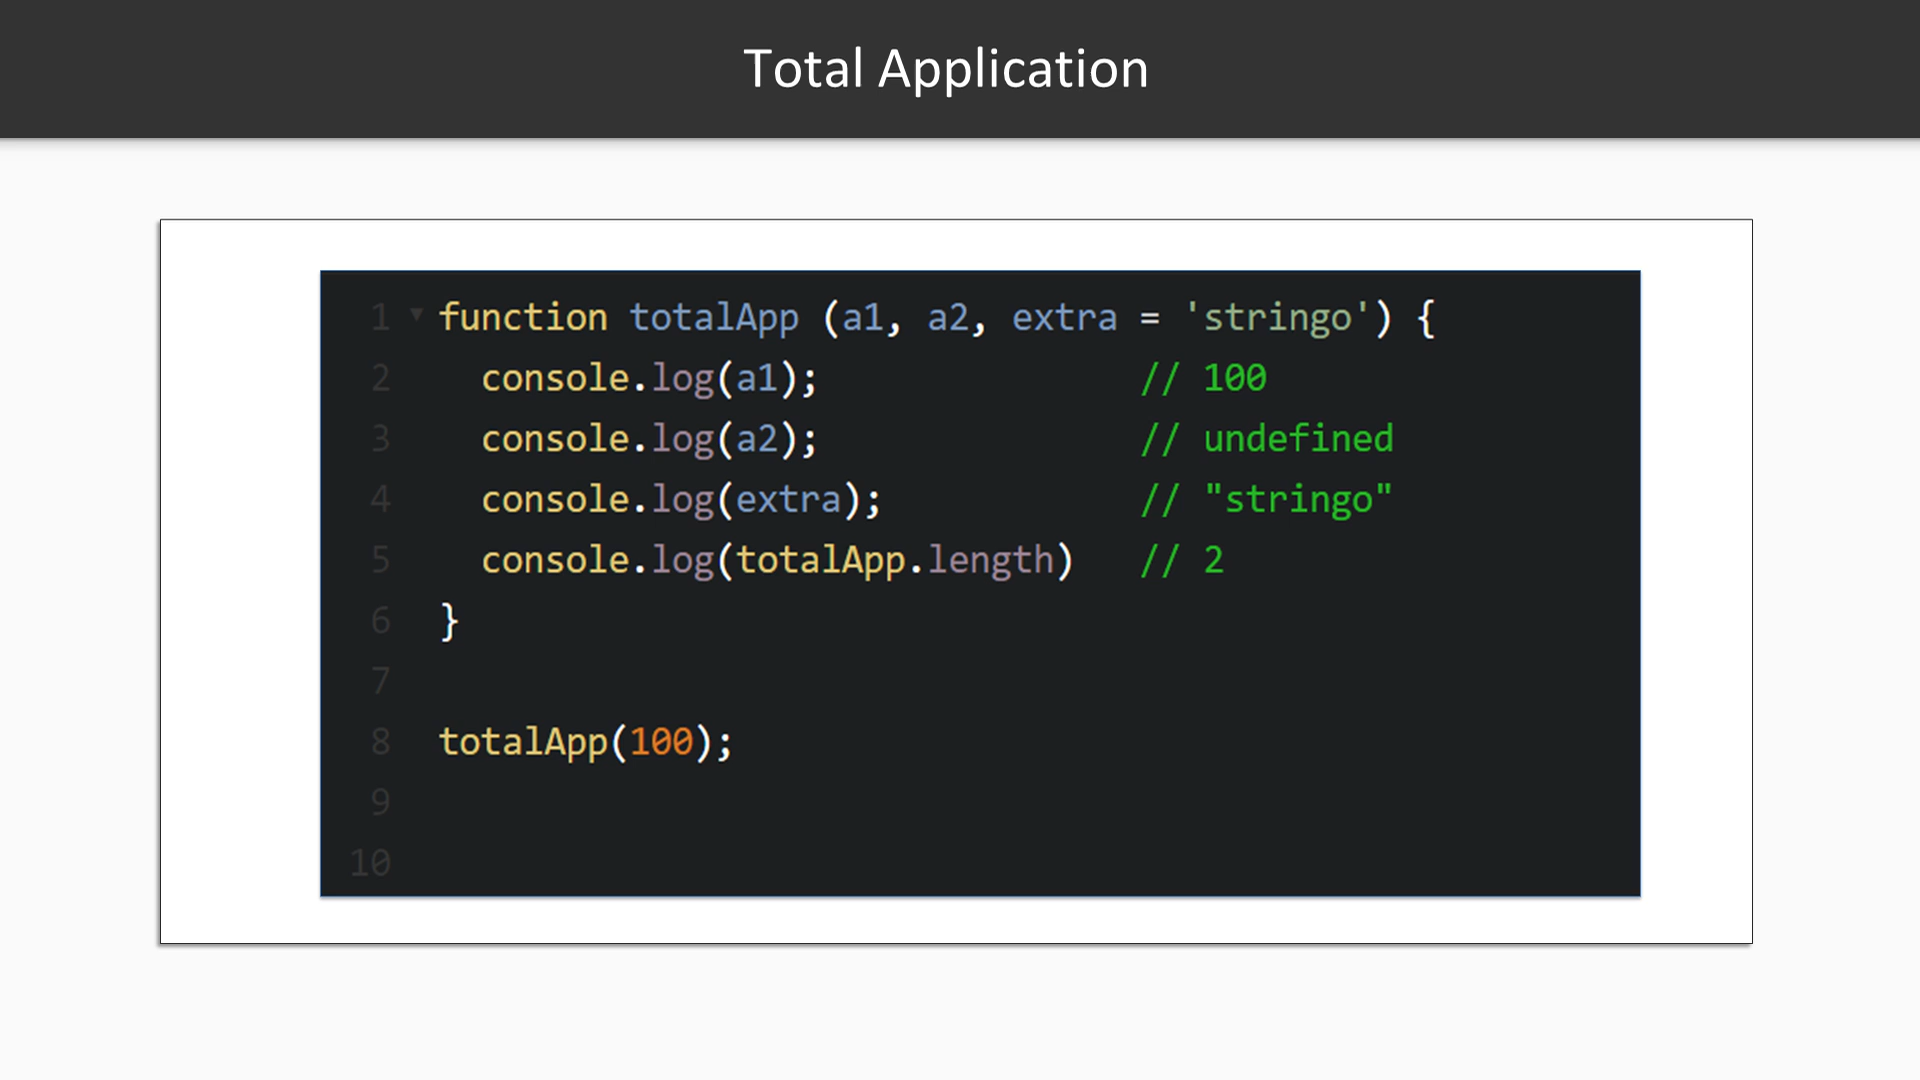 Total Application
1 function totalApp (a1, a2, extra = 'stringo') {
2 console.log(a1); // 100
3 console.log(a2); // undefined
4 console.log(extra); // "stringo"
5 console.log(totalApp.length) // 2
6 }
7
8 totalApp(100);
9
10